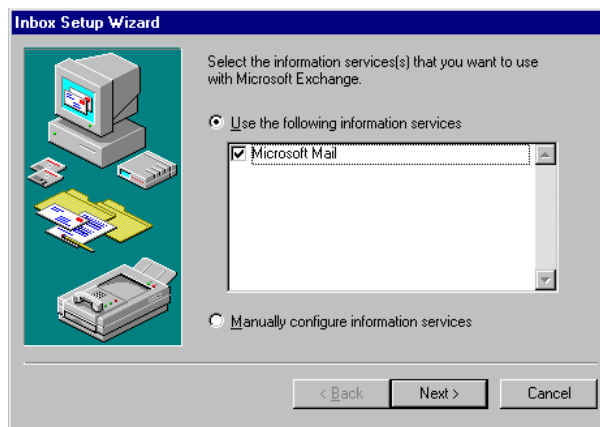 Inbox Setup Wizard
Select the information services(s) that you want to use
with Microsoft Exchange.
Use the following information services
Microsoft Mail
Manually configure information services
< Back
Next >
Cancel